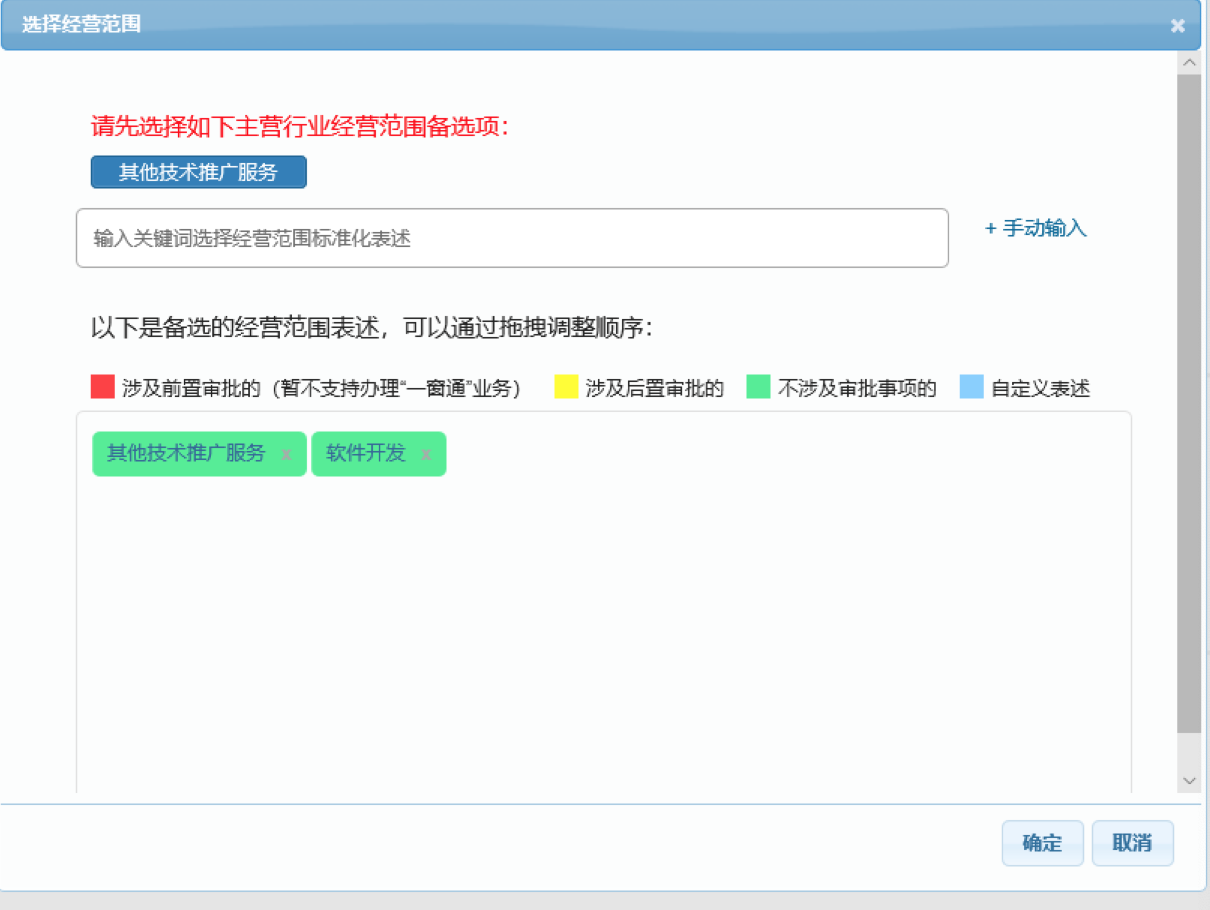 选择经营范围
请先选择如下主营行业经营范围备选项：
其他技术推广服务
输入关键词选择经营范围标准化表述
+ 手动输入
以下是备选的经营范围表述，可以通过拖拽调整顺序：
涉及前置审批的（暂不支持办理“一窗通”业务） 涉及后置审批的 不涉及审批事项的 自定义表述
其他技术推广服务 x 软件开发 x
确定 取消